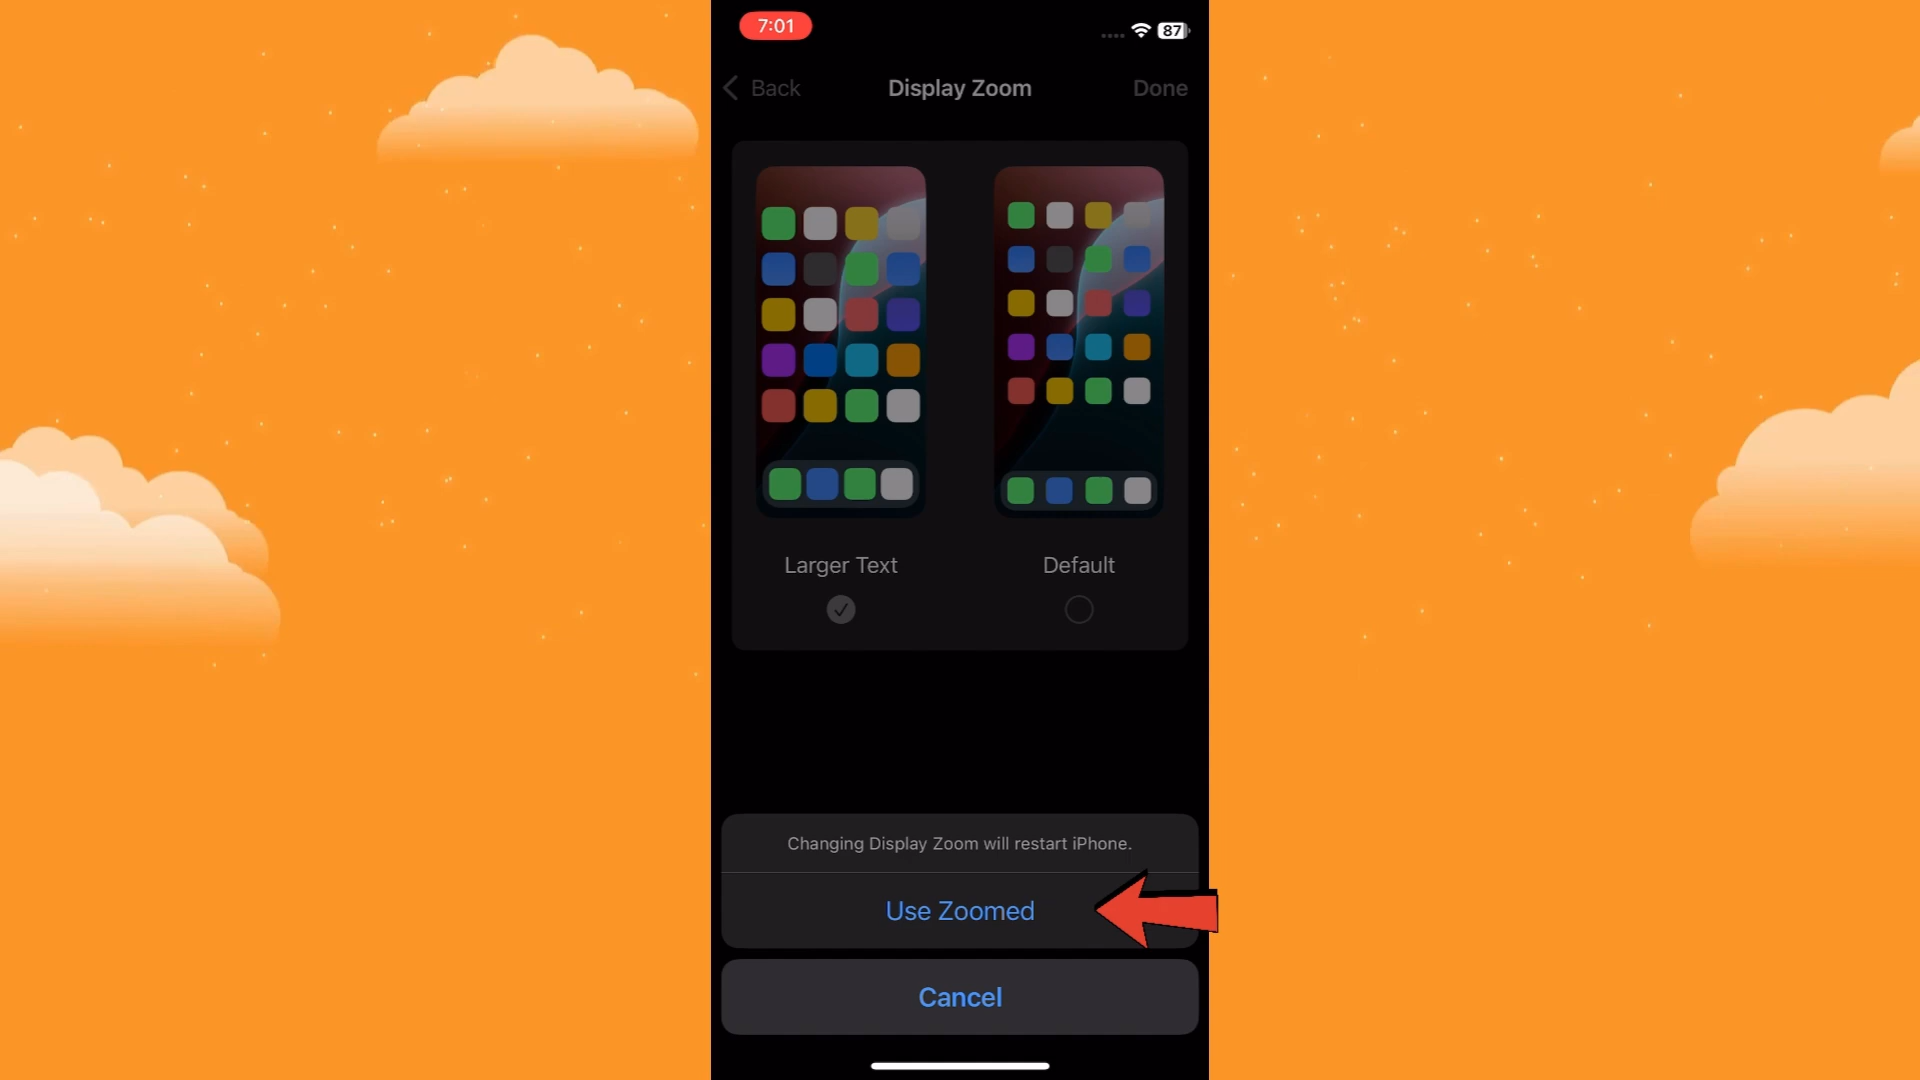 7:01
87
Back
Display Zoom
Done
Larger Text
Default
Changing Display Zoom will restart iPhone.
Use Zoomed
Cancel